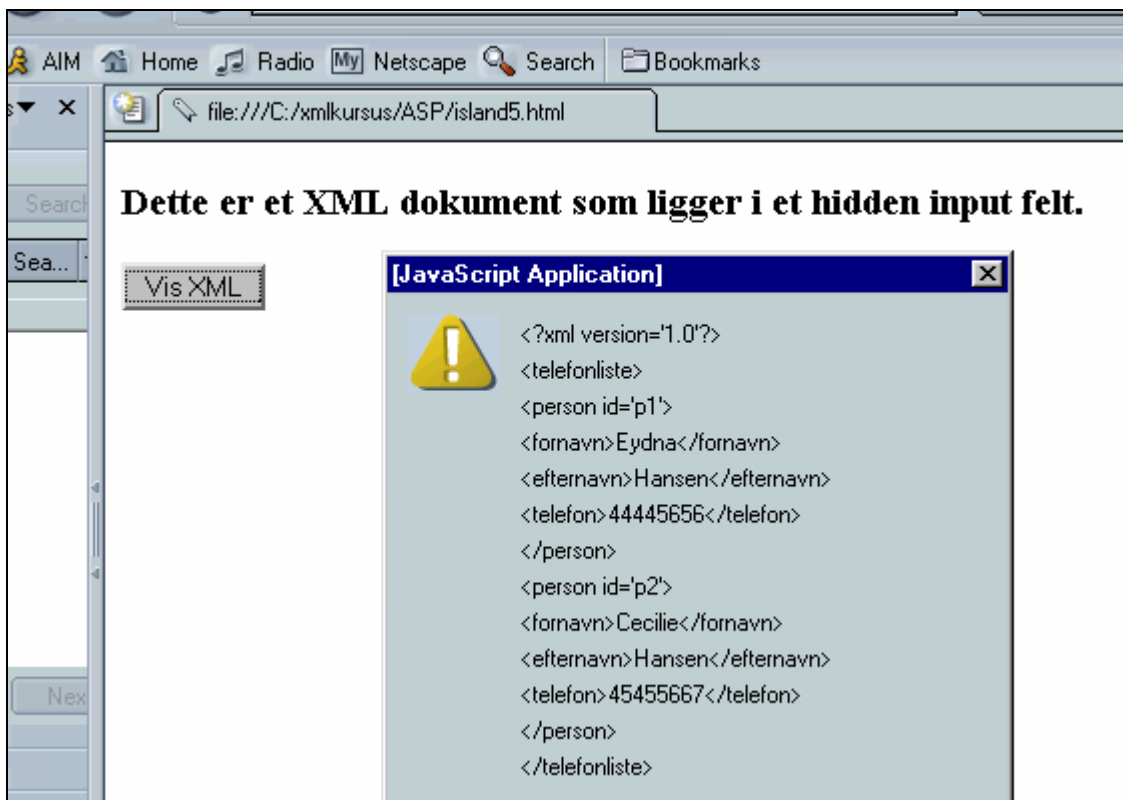 AIM Home Radio My Netscape Search Bookmarks
file:///C:/xmlkursus/ASP/island5.html
Search
Sea...
Nex
Dette er et XML dokument som ligger i et hidden input felt.
Vis XML
[JavaScript Application]
<?xml version='1.0'?>
<telefonliste>
<person id='p1'>
<fornavn>Eydna</fornavn>
<efternavn>Hansen</efternavn>
<telefon>44445656</telefon>
</person>
<person id='p2'>
<fornavn>Cecilie</fornavn>
<efternavn>Hansen</efternavn>
<telefon>45455667</telefon>
</person>
</telefonliste>